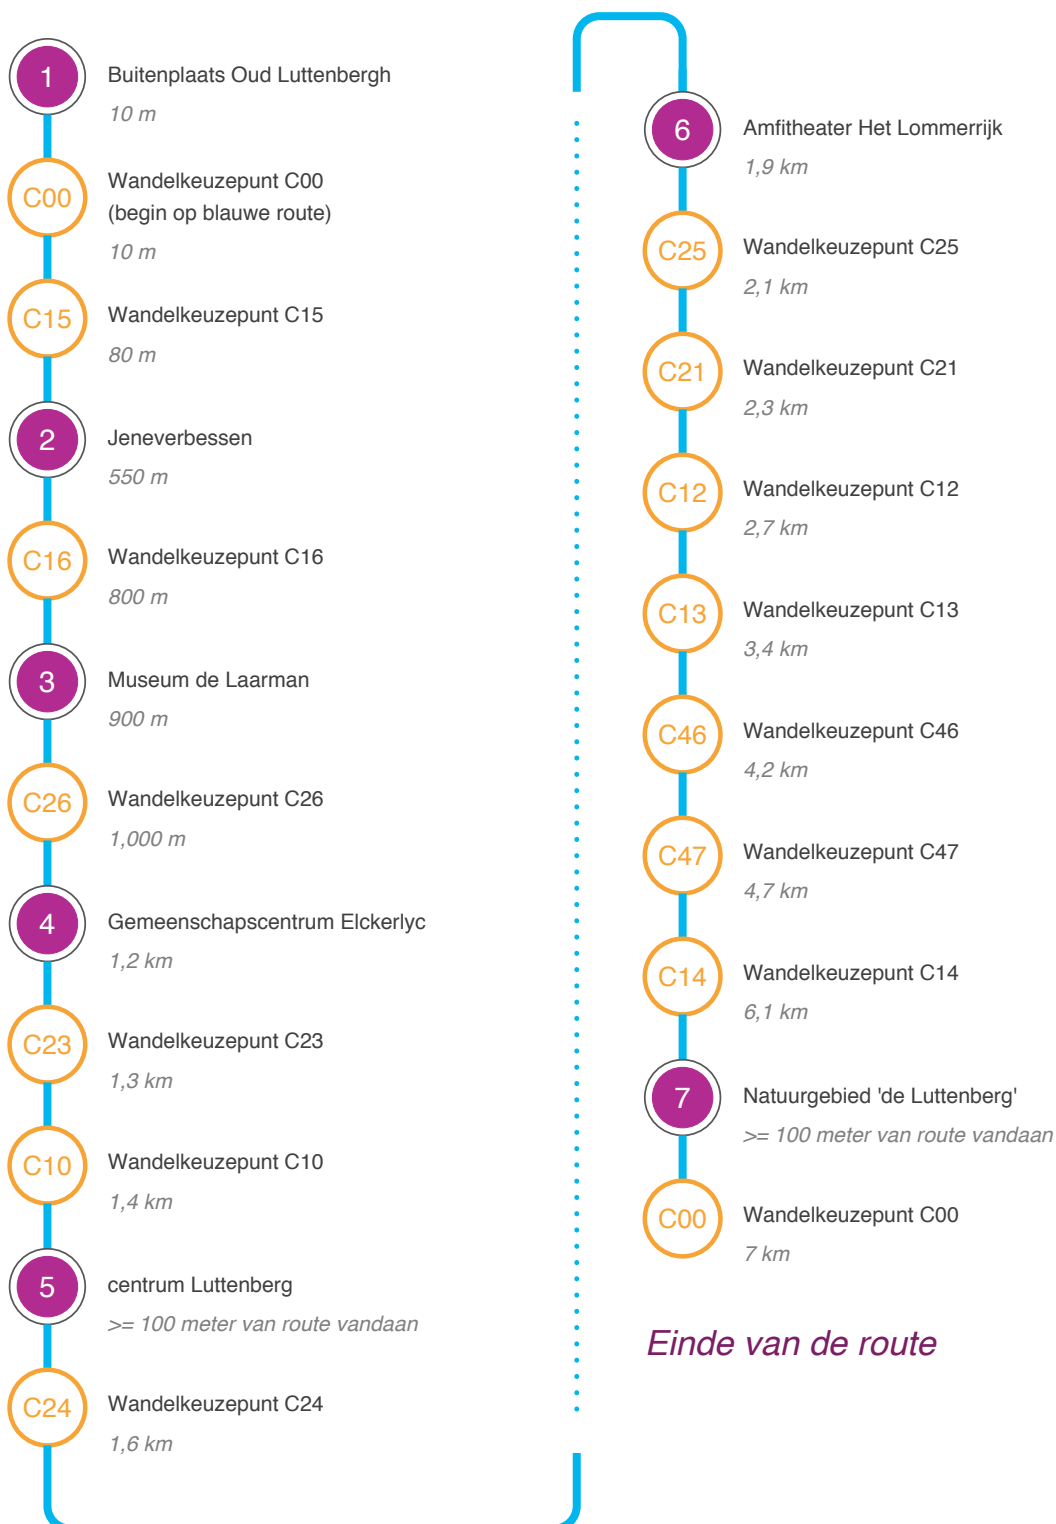 1
Buitenplaats Oud Luttenbergh
10 m
C00
Wandelkeuzepunt C00
(begin op blauwe route)
10 m
C15
Wandelkeuzepunt C15
80 m
2
Jeneverbessen
550 m
C16
Wandelkeuzepunt C16
800 m
3
Museum de Laarman
900 m
C26
Wandelkeuzepunt C26
1,000 m
4
Gemeenschapscentrum Elckerlyc
1,2 km
C23
Wandelkeuzepunt C23
1,3 km
C10
Wandelkeuzepunt C10
1,4 km
5
centrum Luttenberg
>= 100 meter van route vandaan
C24
Wandelkeuzepunt C24
1,6 km
6
Amfitheater Het Lommerrijk
1,9 km
C25
Wandelkeuzepunt C25
2,1 km
C21
Wandelkeuzepunt C21
2,3 km
C12
Wandelkeuzepunt C12
2,7 km
C13
Wandelkeuzepunt C13
3,4 km
C46
Wandelkeuzepunt C46
4,2 km
C47
Wandelkeuzepunt C47
4,7 km
C14
Wandelkeuzepunt C14
6,1 km
7
Natuurgebied 'de Luttenberg'
>= 100 meter van route vandaan
C00
Wandelkeuzepunt C00
7 km
Einde van de route